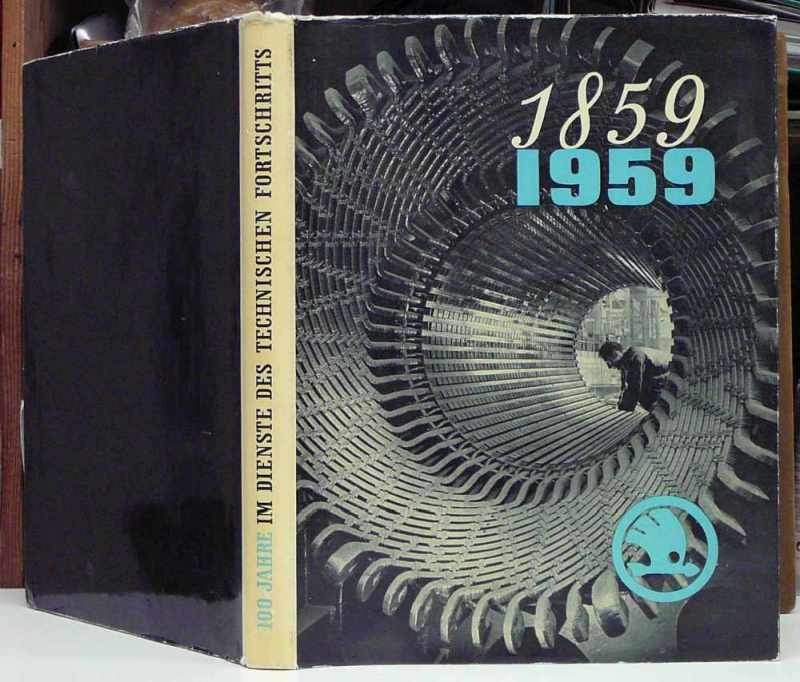 100 JAHRE IM DIENSTE DES TECHNISCHEN FORTSCHRITTS
1859
1959